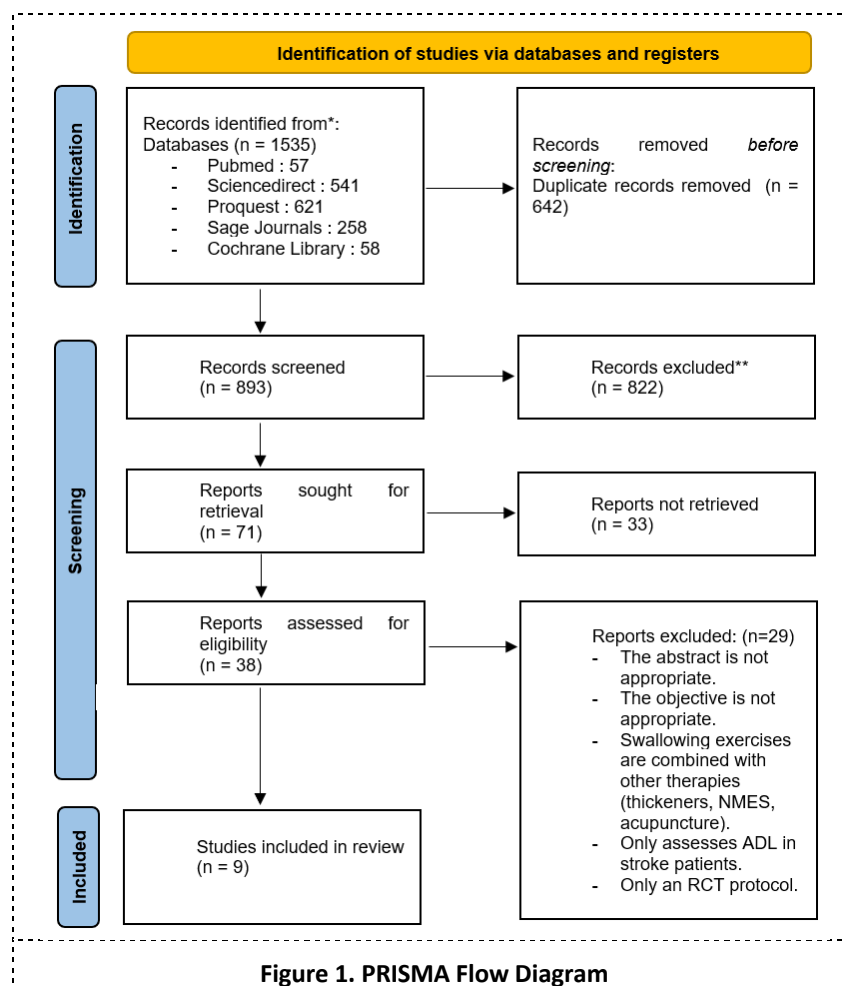 Identification of studies via databases and registers
Identification
Records identified from*:
Databases (n = 1535)
- Pubmed : 57
- Sciencedirect : 541
- Proquest : 621
- Sage Journals : 258
- Cochrane Library : 58
Records removed before
screening:
Duplicate records removed (n =
642)
Screening
Records screened
(n = 893)
Records excluded**
(n = 822)
Reports sought for
retrieval
(n = 71)
Reports not retrieved
(n = 33)
Reports assessed for
eligibility
(n = 38)
Reports excluded: (n=29)
- The abstract is not
appropriate.
- The objective is not
appropriate.
- Swallowing exercises
are combined with
other therapies
(thickeners, NMES,
acupuncture).
- Only assesses ADL in
stroke patients.
- Only an RCT protocol.
Included
Studies included in review
(n = 9)
Figure 1. PRISMA Flow Diagram